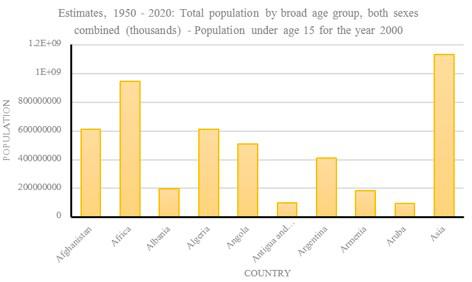 Estimates, 1950 - 2020: Total population by broad age group, both sexes
combined (thousands) - Population under age 15 for the year 2000
1.2E+09
1E+09
800000000
600000000
400000000
200000000
0
POPULATION
Afghanistan
Africa
Albania
Algeria
Angola
Antigua and...
Argentina
Armenia
Aruba
Asia
COUNTRY